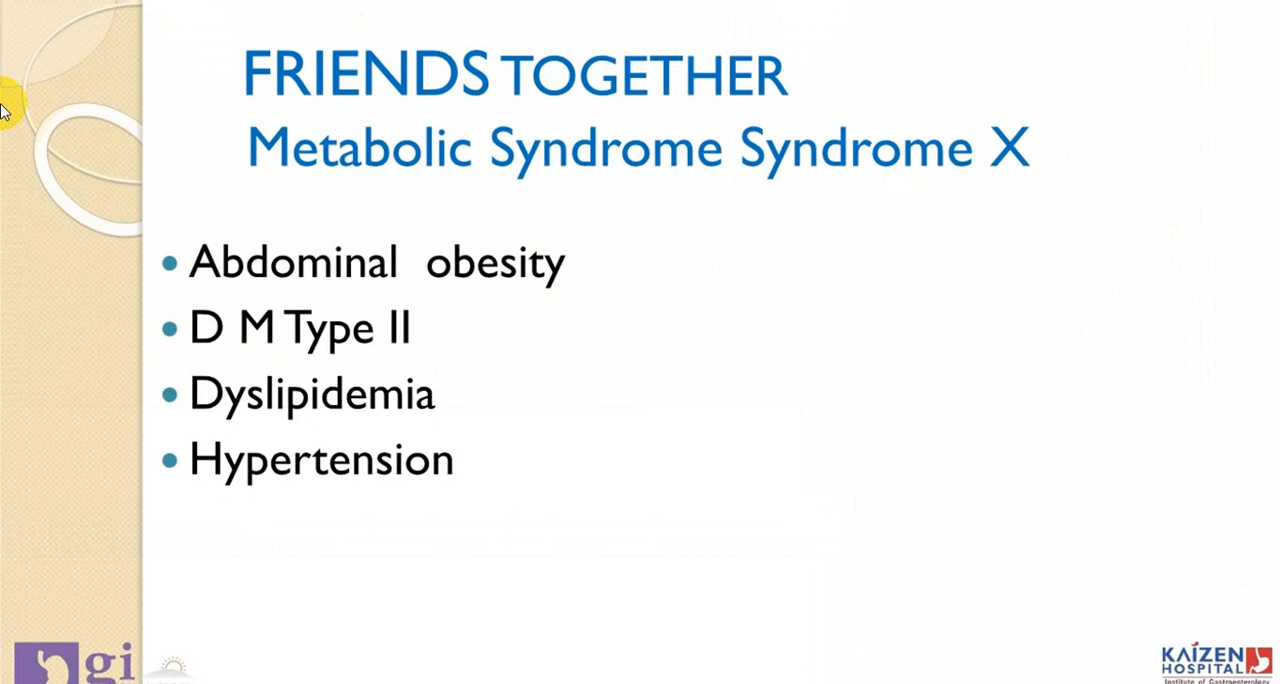 FRIENDS TOGETHER
Metabolic Syndrome Syndrome X
• Abdominal obesity
• D M Type II
• Dyslipidemia
• Hypertension
gi
KAIZEN
HOSPITAL
Institute of Gastroenterology